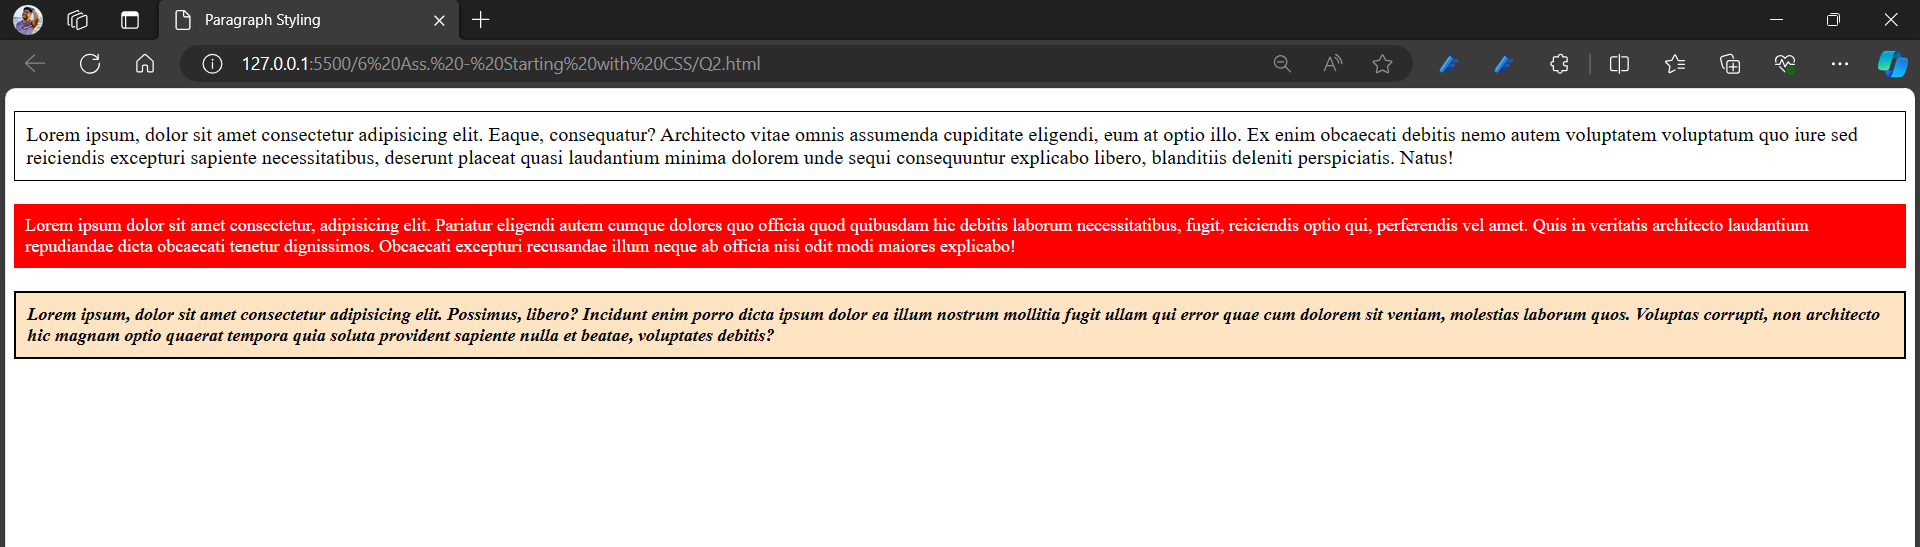 Paragraph Styling
127.0.0.1:5500/6%20Ass.%20-%20Starting%20with%20CSS/Q2.html
Lorem ipsum, dolor sit amet consectetur adipisicing elit. Eaque, consequatur? Architecto vitae omnis assumenda cupiditate eligendi, eum at optio illo. Ex enim obcaecati debitis nemo autem voluptatem voluptatum quo iure sed
reiciendis excepturi sapiente necessitatibus, deserunt placeat quasi laudantium minima dolorem unde sequi consequuntur explicabo libero, blanditiis deleniti perspiciatis. Natus!
Lorem ipsum dolor sit amet consectetur, adipisicing elit. Pariatur eligendi autem cumque dolores quo officia quod quibusdam hic debitis laborum necessitatibus, fugit, reiciendis optio qui, perferendis vel amet. Quis in veritatis architecto laudantium
repudiandae dicta obcaecati tenetur dignissimos. Obcaecati excepturi recusandae illum neque ab officia nisi odit modi maiores explicabo!
Lorem ipsum, dolor sit amet consectetur adipisicing elit. Possimus, libero? Incidunt enim porro dicta ipsum dolor ea illum nostrum mollitia fugit ullam qui error quae cum dolorem sit veniam, molestias laborum quos. Voluptas corrupti, non architecto
hic magnam optio quaerat tempora quia soluta provident sapiente nulla et beatae, voluptates debitis?